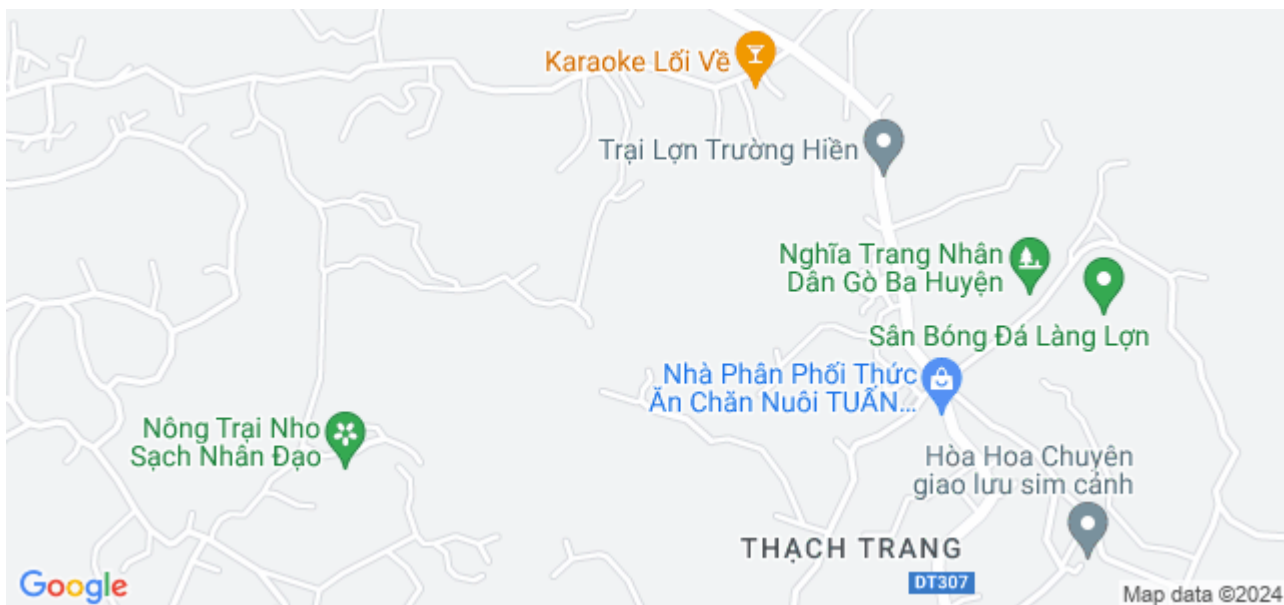 Karaoke Lối Về
Trại Lợn Trường Hiền
Nghĩa Trang Nhân
Dân Gò Ba Huyện
Sân Bóng Đá Làng Lợn
Nhà Phân Phối Thức
Ăn Chăn Nuôi TUẤN...
Nông Trại Nho
Sạch Nhân Đạo
Hòa Hoa Chuyên
giao lưu sim cảnh
THẠCH TRANG
DT307
Google
Map data ©2024